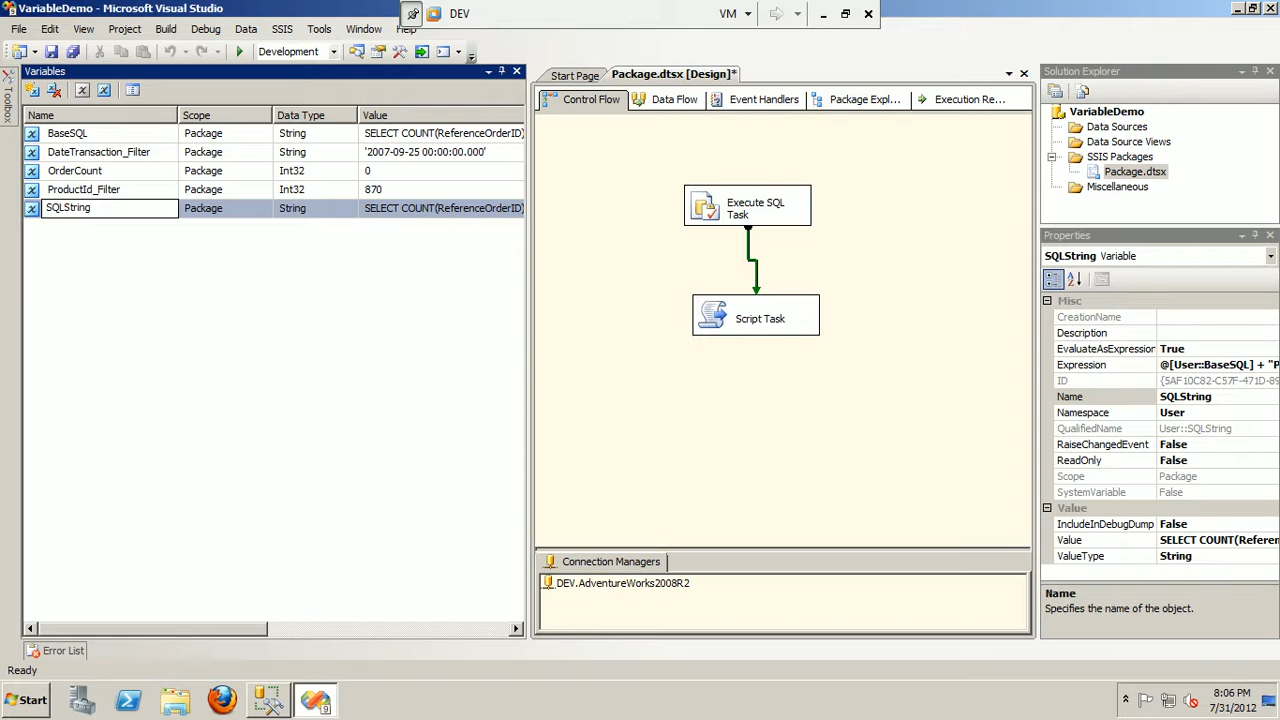 VariableDemo - Microsoft Visual Studio
DEV
VM
File Edit View Project Build Debug Data SSIS Tools Window Help
Development
Toolbox
Variables
Name Scope Data Type Value
BaseSQL Package String SELECT COUNT(ReferenceOrderID)
DateTransaction_Filter Package String '2007-09-25 00:00:00.000'
OrderCount Package Int32 0
ProductId_Filter Package Int32 870
SQLString Package String SELECT COUNT(ReferenceOrderID)
Start Page Package.dtsx [Design]*
Control Flow Data Flow Event Handlers Package Expl... Execution Re...
Execute SQL
Task
Script Task
Connection Managers
DEV.AdventureWorks2008R2
Solution Explorer
VariableDemo
Data Sources
Data Source Views
SSIS Packages
Package.dtsx
Miscellaneous
Properties
SQLString Variable
Misc
CreationName
Description
EvaluateAsExpression True
Expression @[User::BaseSQL] + "P
ID {5AF10C82-C57F-471D-89
Name SQLString
Namespace User
QualifiedName User::SQLString
RaiseChangedEvent False
ReadOnly False
Scope Package
SystemVariable False
Value
IncludeInDebugDump False
Value SELECT COUNT(Referen
ValueType String
Name
Specifies the name of the object.
Error List
Ready
Start
8:06 PM
7/31/2012